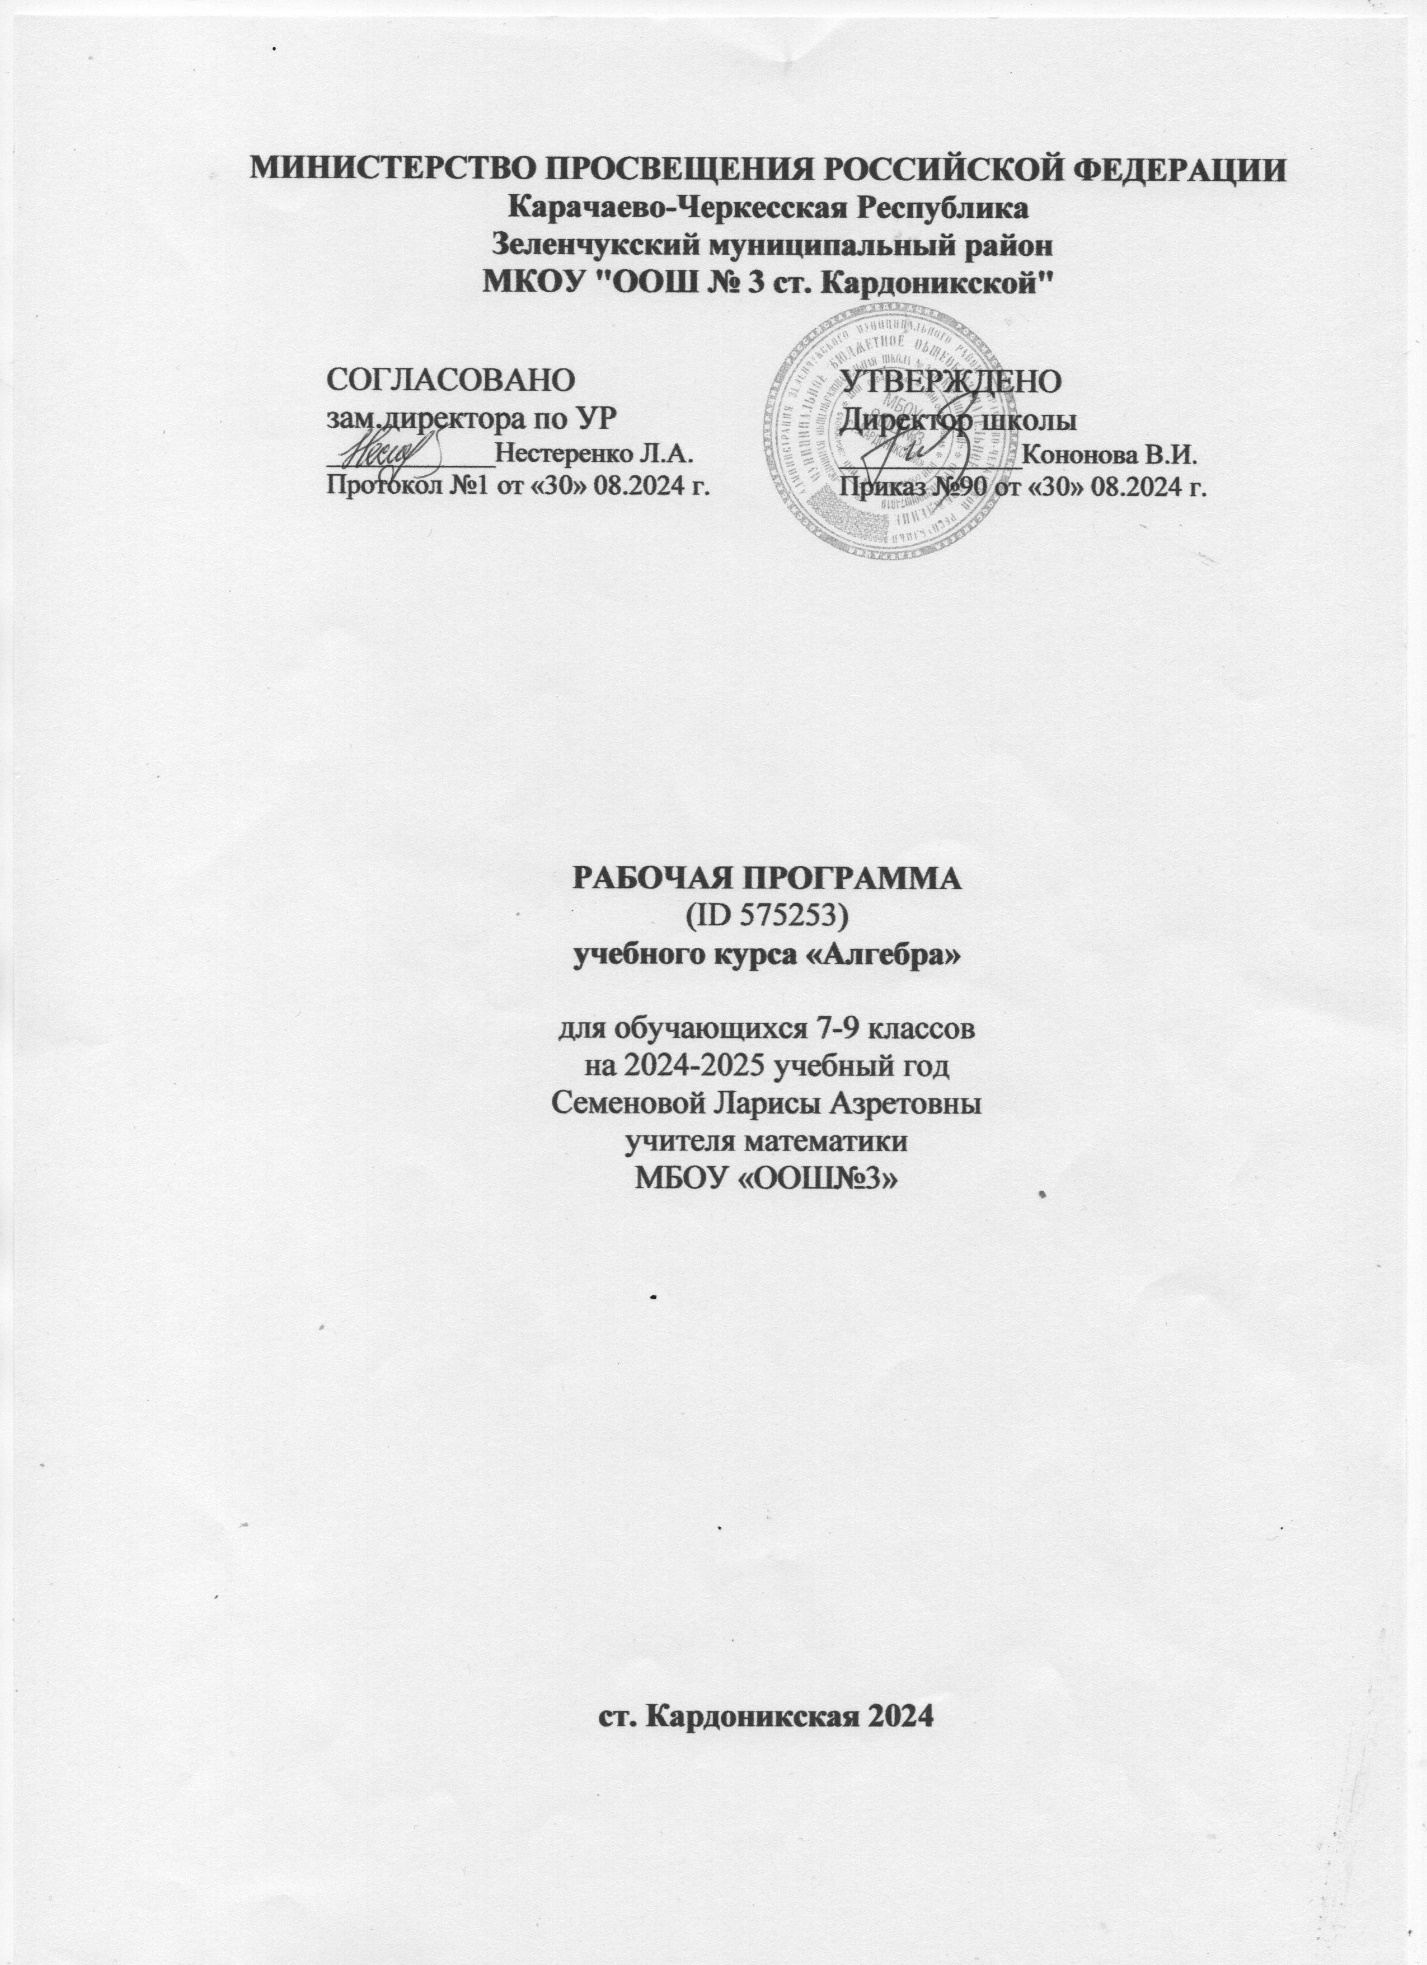 МИНИСТЕРСТВО ПРОСВЕЩЕНИЯ РОССИЙСКОЙ ФЕДЕРАЦИИ
Карачаево-Черкесская Республика
Зеленчукский муниципальный район
МКОУ "ООШ № 3 ст. Кардоникской"
СОГЛАСОВАНО
зам.директора по УР
____________Нестеренко Л.А.
Протокол №1 от «30» 08.2024 г.
УТВЕРЖДЕНО
Директор школы
_____________Кононова В.И.
Приказ №90 от «30» 08.2024 г.
МБОУ
РАБОЧАЯ ПРОГРАММА
(ID 575253)
учебного курса «Алгебра»
для обучающихся 7-9 классов
на 2024-2025 учебный год
Семеновой Ларисы Азретовны
учителя математики
МБОУ «ООШ№3»
ст. Кардоникская 2024